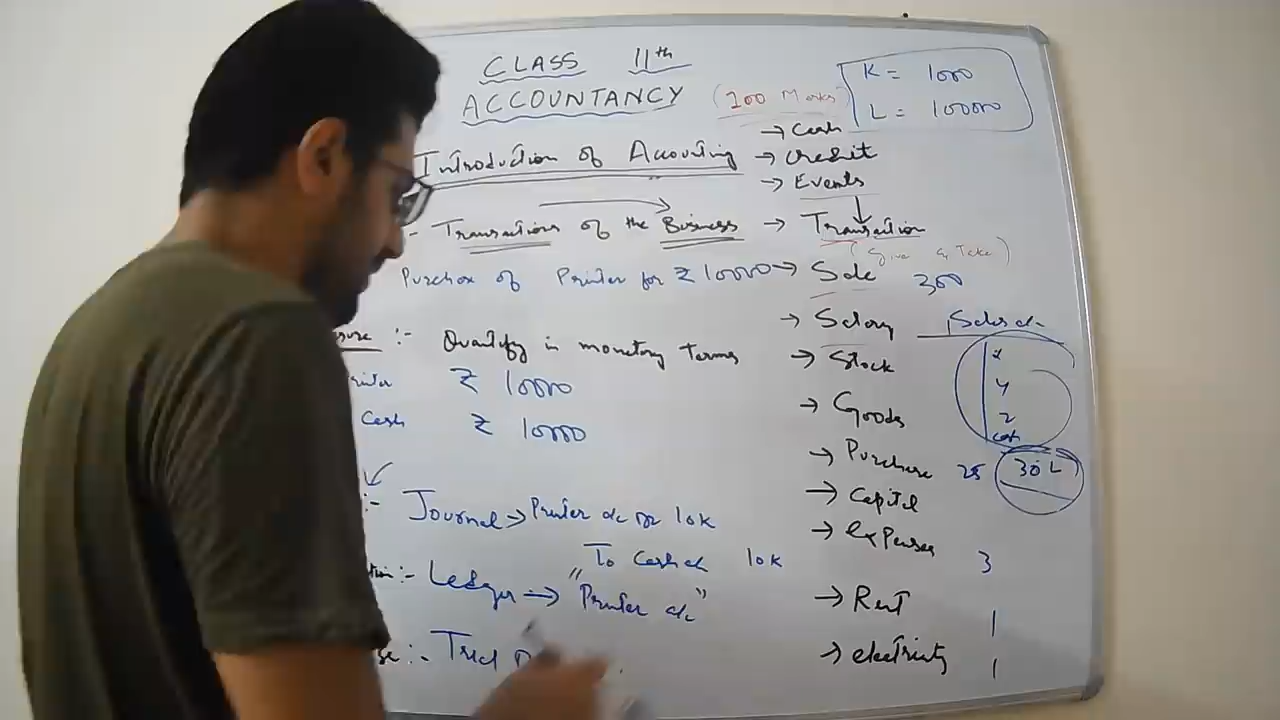 CLASS 11th
ACCOUNTANCY (100 Marks)
K = 1000
L = 100000
Introduction of Accounting
→ Cash
→ Credit
→ Events
:- Transactions of the Business → Transaction
(Give & Take)
Purchase of Printer for ₹ 10000 → Sale 300
:- Quantify in monetary terms
₹ 10000
Cash ₹ 10000
→ Salary
→ Stock
→ Goods
→ Purchase 25
→ Capital
→ Expenses 3
→ Rent 1
→ electricity 1
Sales a/c
x
y
z
cash
30 L
:- Journal → Printer a/c Dr 10k
To Cash a/c 10k
:- Ledger → "Printer a/c"
:-